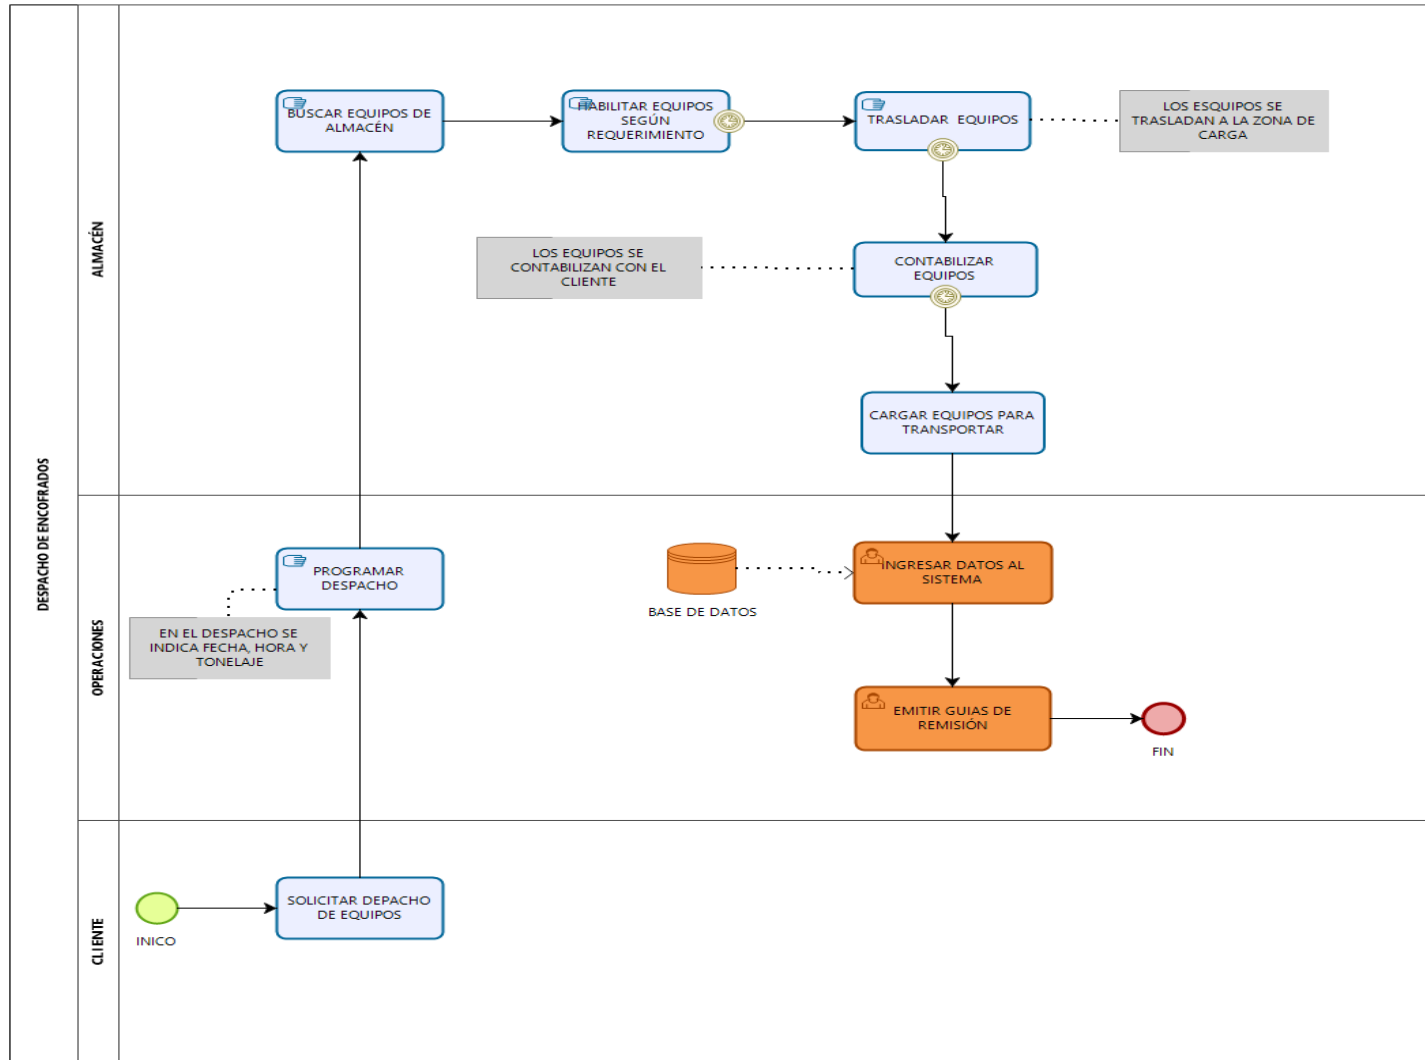 DESPACHO DE ENCOFRADOS
ALMACÉN
BUSCAR EQUIPOS DE
ALMACÉN
HABILITAR EQUIPOS
SEGÚN
REQUERIMIENTO
TRASLADAR EQUIPOS
LOS ESQUIPOS SE
TRASLADAN A LA ZONA DE
CARGA
LOS EQUIPOS SE
CONTABILIZAN CON EL
CLIENTE
CONTABILIZAR
EQUIPOS
CARGAR EQUIPOS PARA
TRANSPORTAR
OPERACIONES
PROGRAMAR
DESPACHO
EN EL DESPACHO SE
INDICA FECHA, HORA Y
TONELAJE
BASE DE DATOS
INGRESAR DATOS AL
SISTEMA
EMITIR GUIAS DE
REMISIÓN
FIN
CLIENTE
INICO
SOLICITAR DEPACHO
DE EQUIPOS